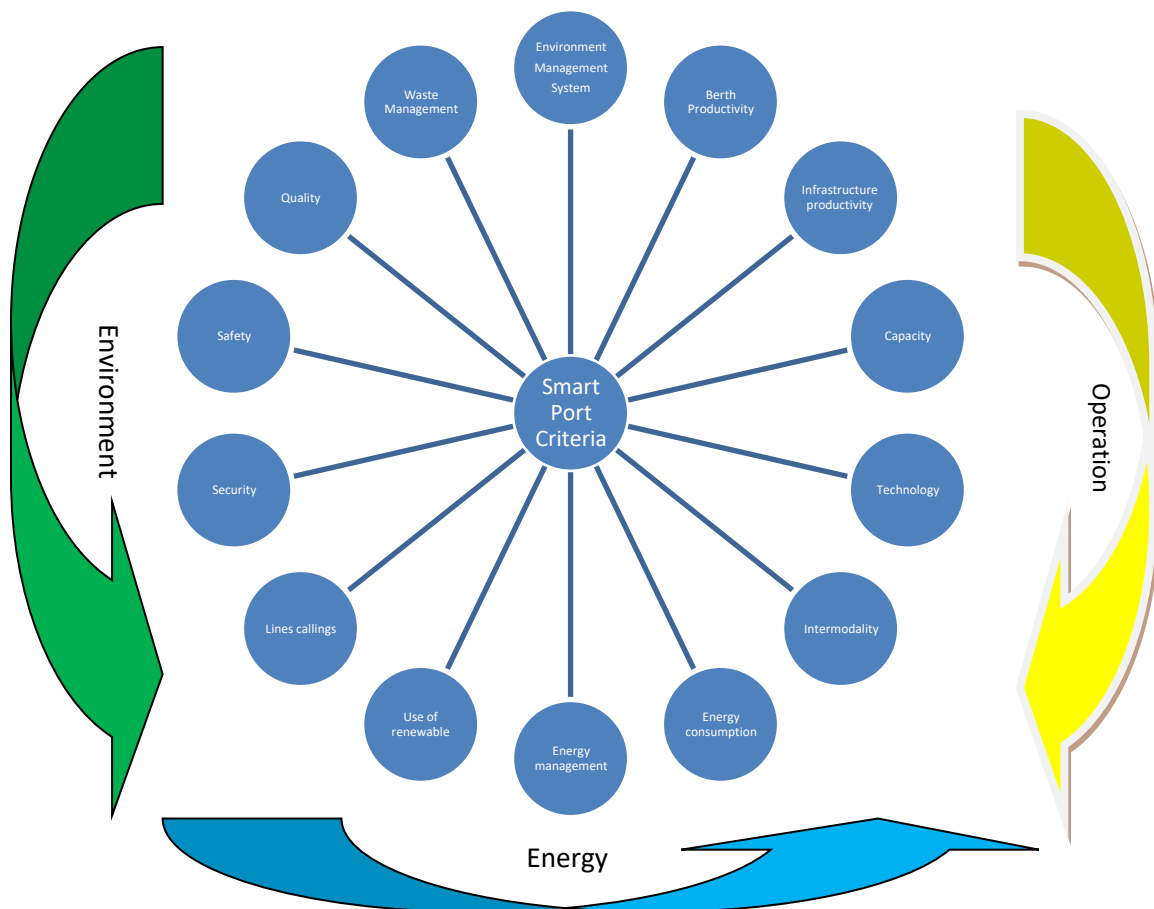 Environment
Management
System
Berth
Productivity
Infrastructure
productivity
Capacity
Technology
Intermodality
Energy
consumption
Energy
management
Use of
renewable
Lines callings
Security
Safety
Quality
Waste
Management
Smart
Port
Criteria
Environment
Operation
Energy